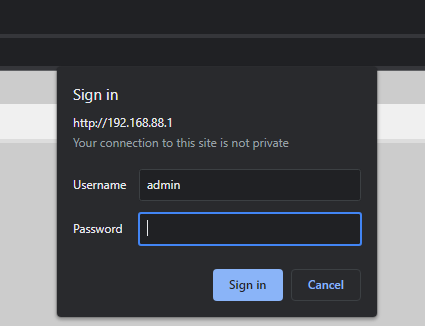 Sign in
http://192.168.88.1
Your connection to this site is not private
Username admin
Password
Sign in Cancel